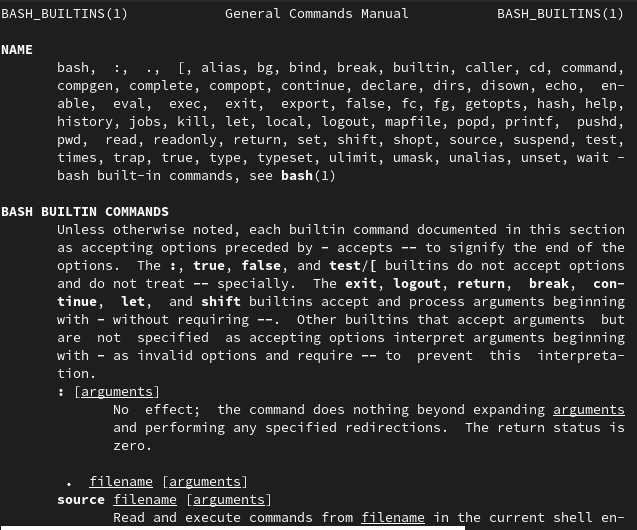 BASH_BUILTINS(1) General Commands Manual BASH_BUILTINS(1)
NAME
bash, :, ., [, alias, bg, bind, break, builtin, caller, cd, command,
compgen, complete, compopt, continue, declare, dirs, disown, echo, en‐
able, eval, exec, exit, export, false, fc, fg, getopts, hash, help,
history, jobs, kill, let, local, logout, mapfile, popd, printf, pushd,
pwd, read, readonly, return, set, shift, shopt, source, suspend, test,
times, trap, true, type, typeset, ulimit, umask, unalias, unset, wait -
bash built-in commands, see bash(1)
BASH BUILTIN COMMANDS
Unless otherwise noted, each builtin command documented in this section
as accepting options preceded by - accepts -- to signify the end of the
options. The :, true, false, and test/[ builtins do not accept options
and do not treat -- specially. The exit, logout, return, break, con‐
tinue, let, and shift builtins accept and process arguments beginning
with - without requiring --. Other builtins that accept arguments but
are not specified as accepting options interpret arguments beginning
with - as invalid options and require -- to prevent this interpreta‐
tion.
: [arguments]
No effect; the command does nothing beyond expanding arguments
and performing any specified redirections. The return status is
zero.
. filename [arguments]
source filename [arguments]
Read and execute commands from filename in the current shell en‐